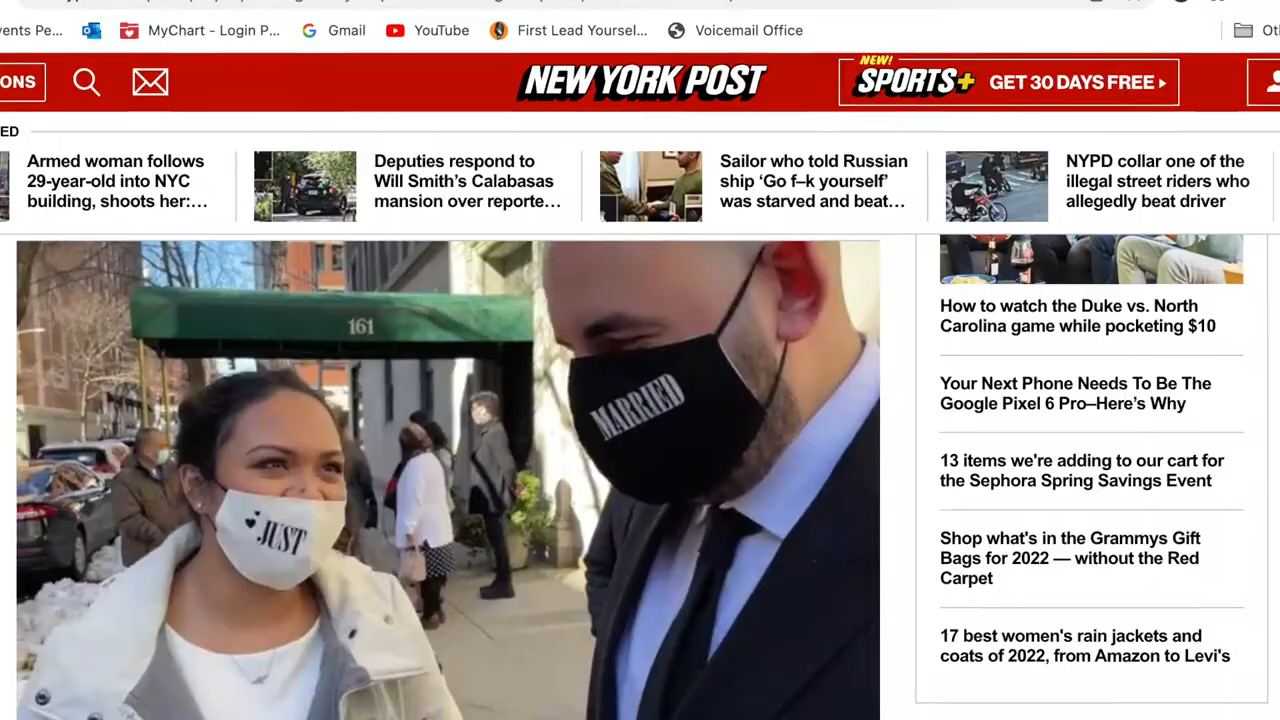 MyChart - Login P...
Gmail
YouTube
First Lead Yoursel...
Voicemail Office
NEW YORK POST
NEW!
SPORTS+
GET 30 DAYS FREE
Armed woman follows
29-year-old into NYC
building, shoots her:...
Deputies respond to
Will Smith’s Calabasas
mansion over reporte...
Sailor who told Russian
ship ‘Go f–k yourself’
was starved and beat...
NYPD collar one of the
illegal street riders who
allegedly beat driver
161
JUST
MARRIED
How to watch the Duke vs. North
Carolina game while pocketing $10
Your Next Phone Needs To Be The
Google Pixel 6 Pro–Here’s Why
13 items we're adding to our cart for
the Sephora Spring Savings Event
Shop what's in the Grammys Gift
Bags for 2022 — without the Red
Carpet
17 best women's rain jackets and
coats of 2022, from Amazon to Levi's